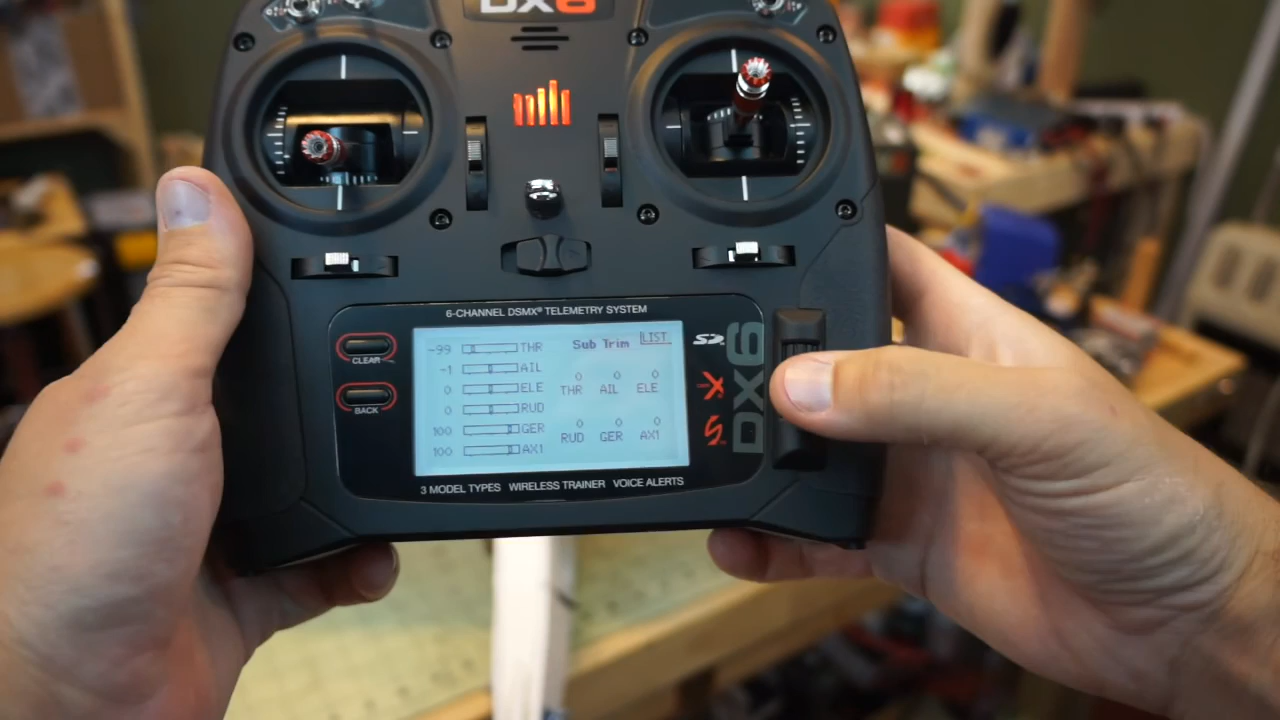 DX6
6-CHANNEL DSMX® TELEMETRY SYSTEM
CLEAR
BACK
-99 THR
-1 AIL
0 ELE
0 RUD
100 GER
100 AX1
Sub Trim LIST
0 0 0
THR AIL ELE
0 0 0
RUD GER AX1
SD
X
DX6
3 MODEL TYPES WIRELESS TRAINER VOICE ALERTS